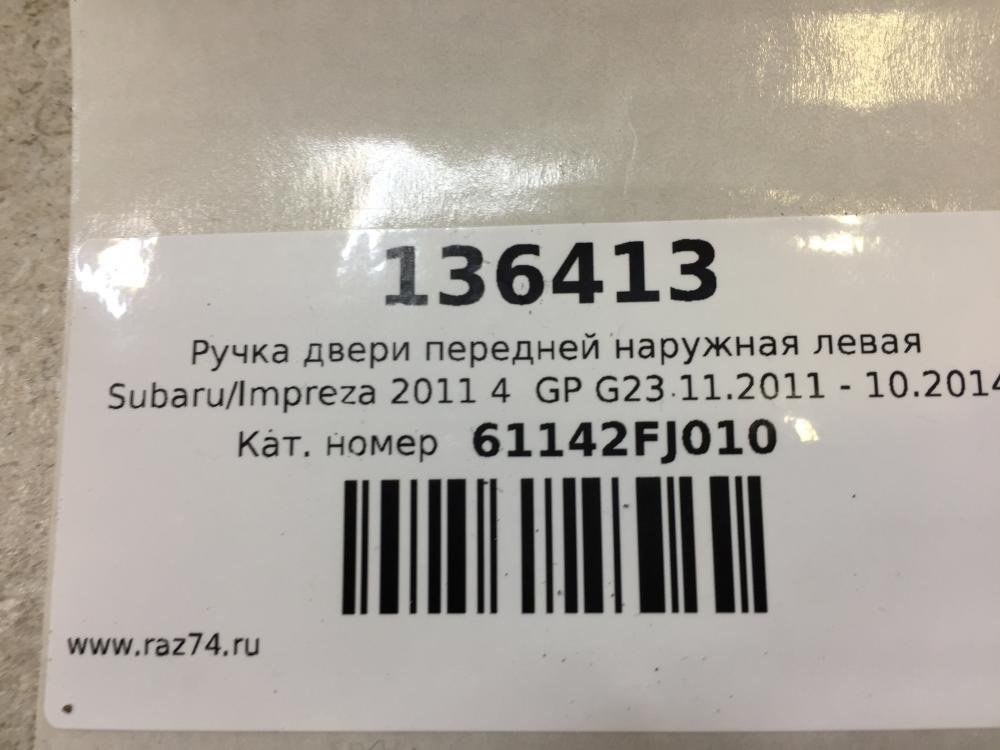 136413
Ручка двери передней наружная левая
Subaru/Impreza 2011 4 GP G23 11.2011 - 10.2014
Кат. номер 61142FJ010
www.raz74.ru